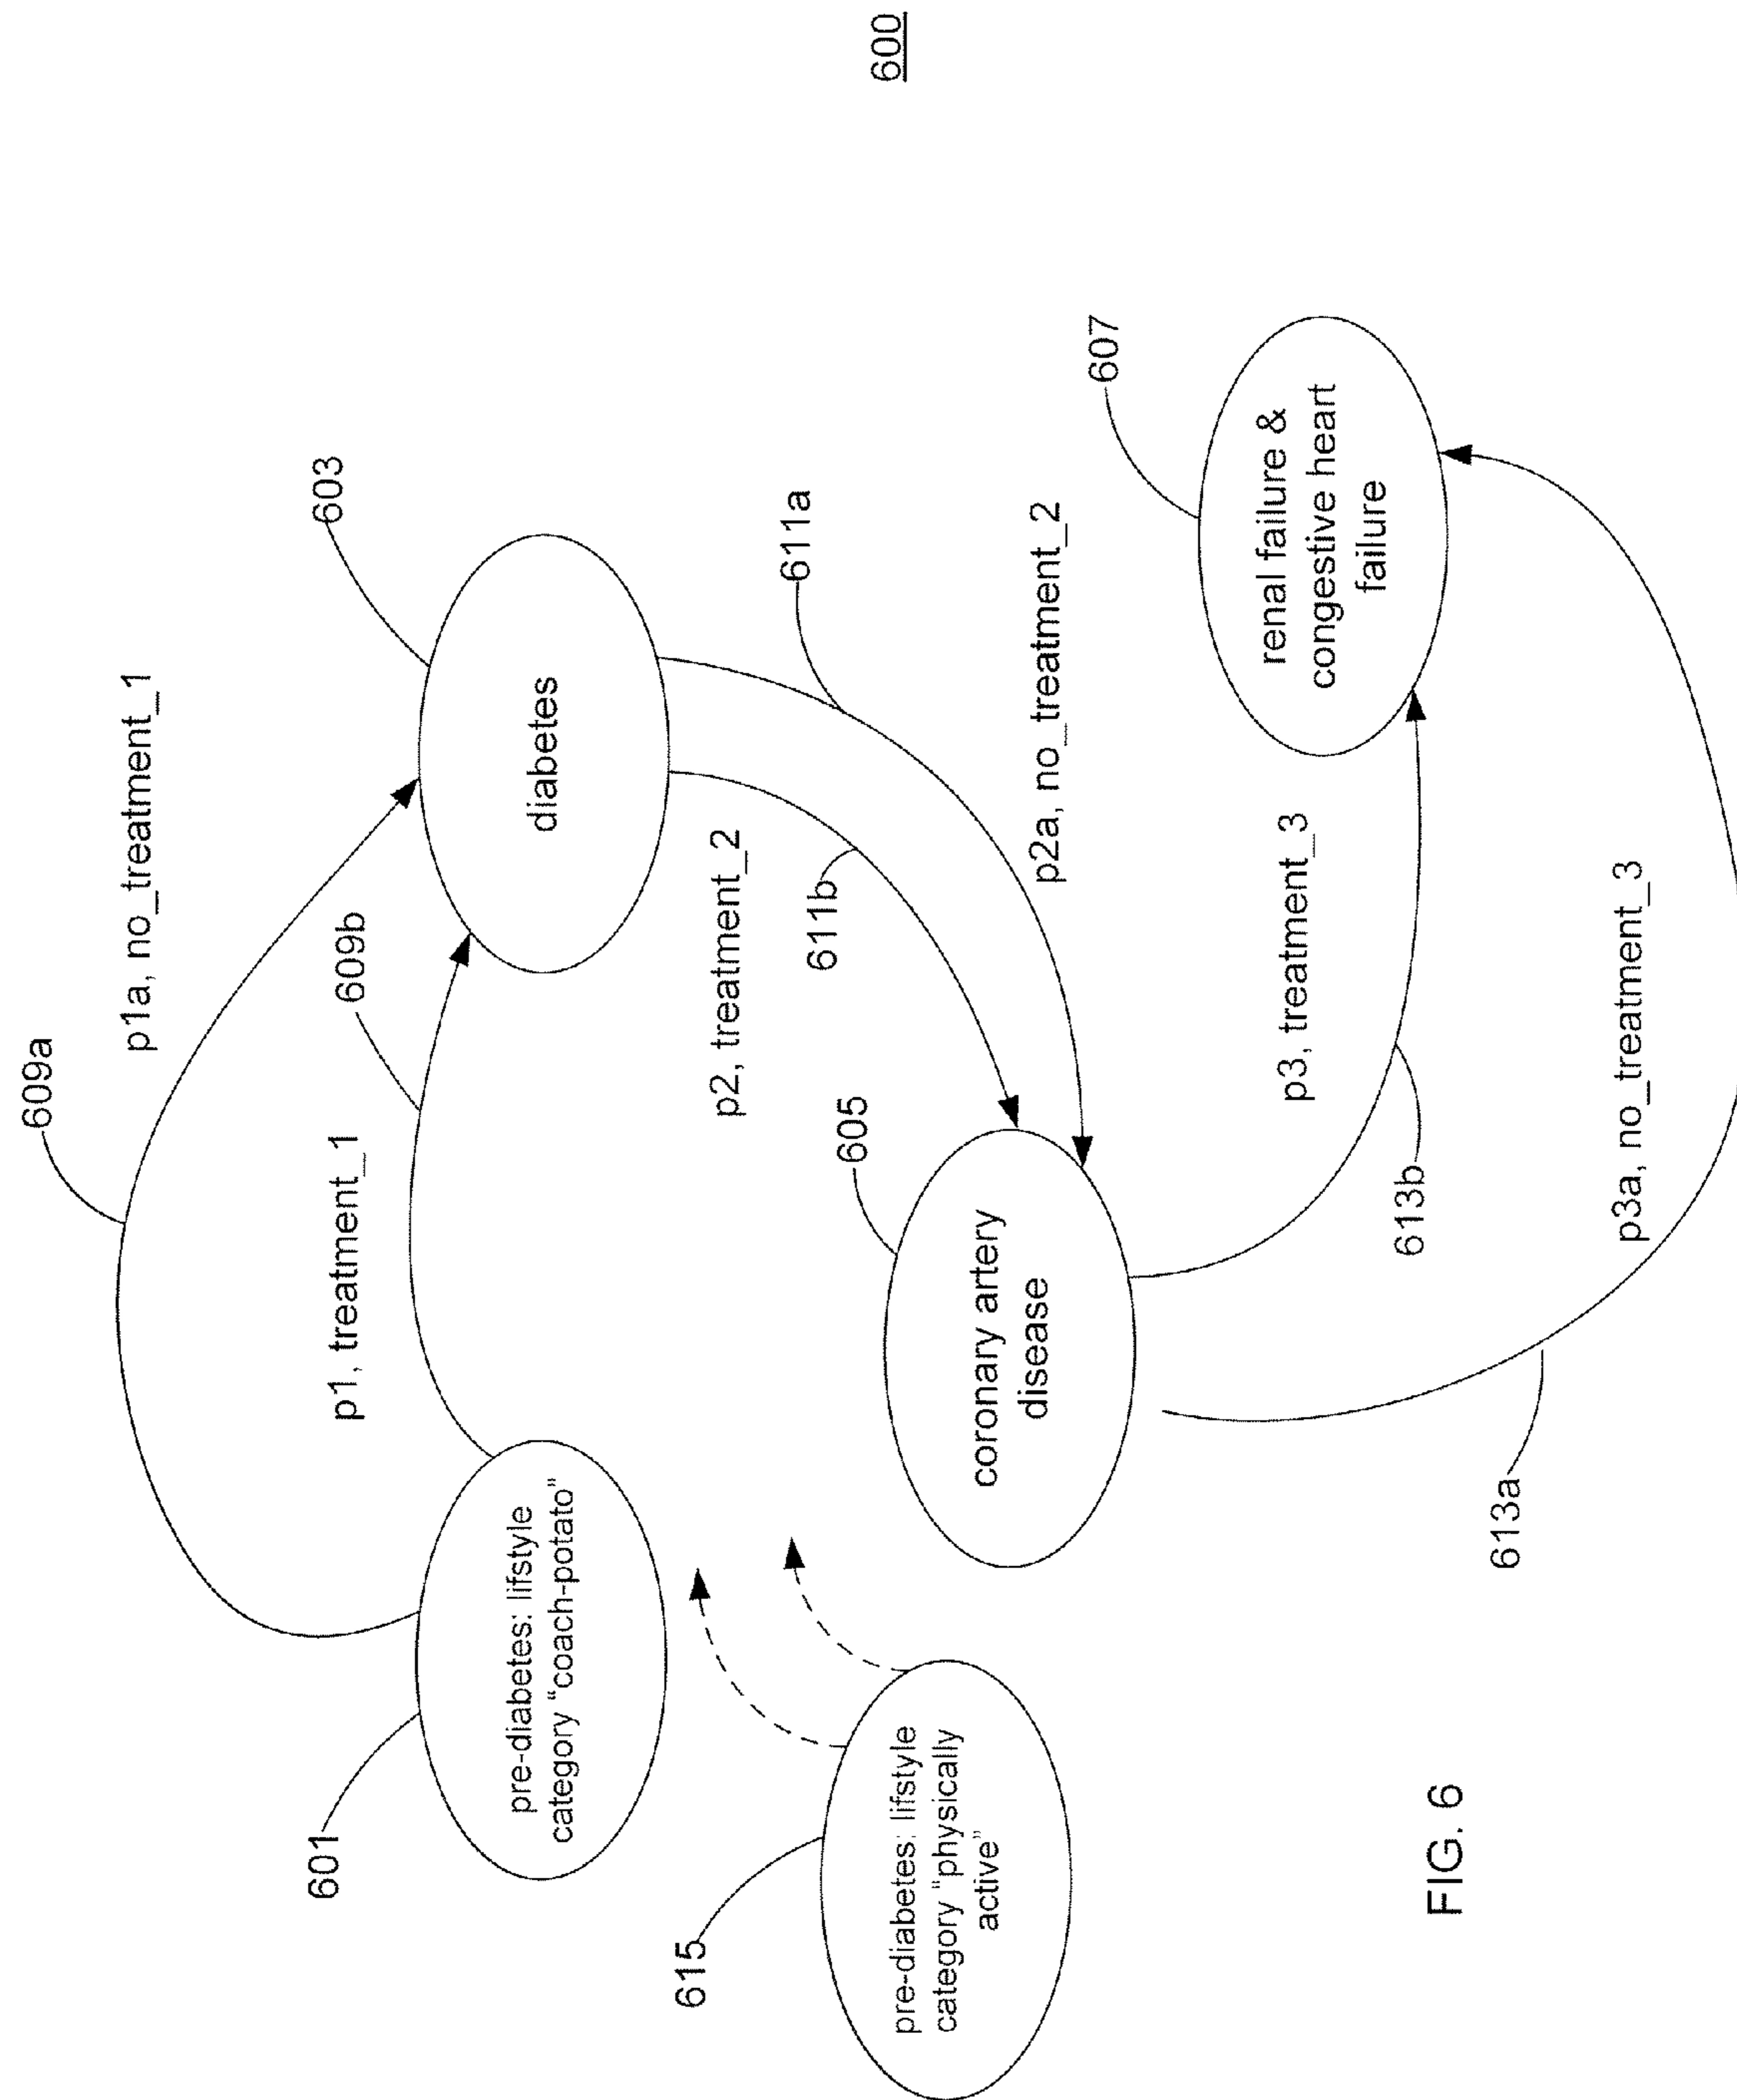 600
609a
p1a, no_treatment_1
603
609b
p1, treatment_1
601
pre-diabetes: lifstyle
category "coach-potato"
diabetes
611a
p2, treatment_2
611b
p2a, no_treatment_2
615
pre-diabetes: lifstyle
category "physically
active"
605
coronary artery
disease
607
renal failure &
congestive heart
failure
p3, treatment_3
613b
p3a, no_treatment_3
613a
FIG. 6